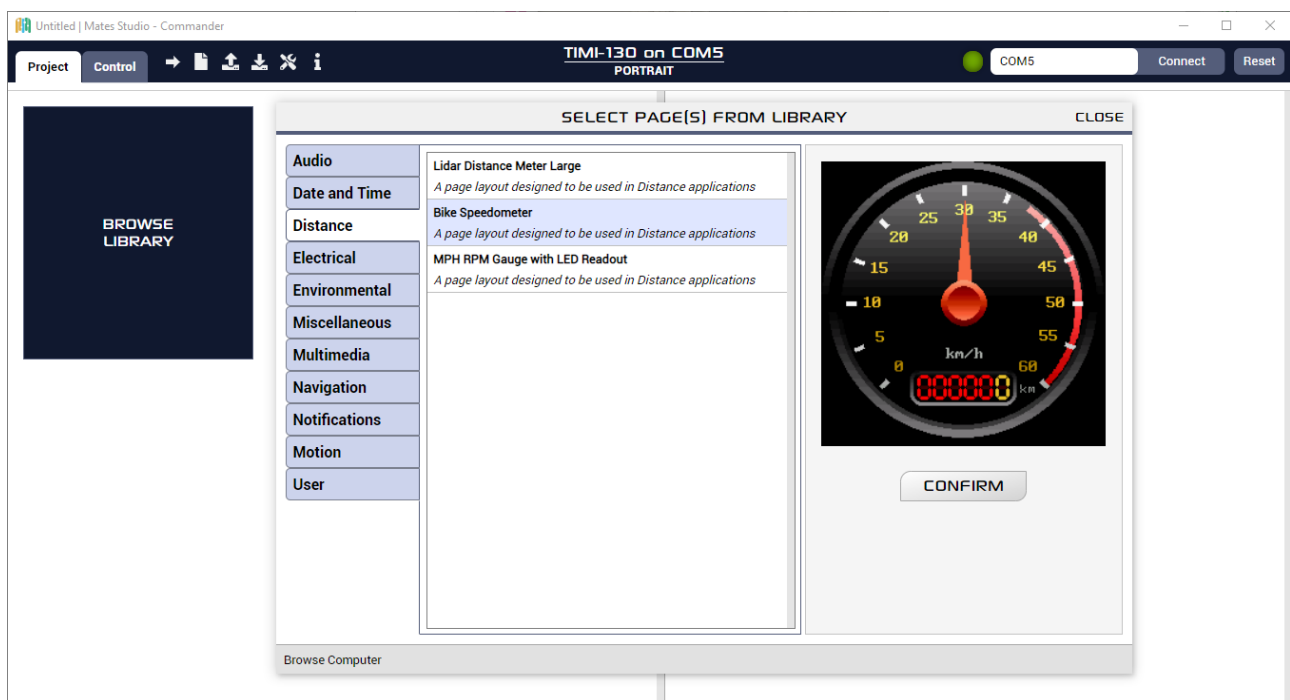 Untitled | Mates Studio - Commander
Project
Control
TIMI-130 on COM5
PORTRAIT
COM5
Connect
Reset
BROWSE
LIBRARY
SELECT PAGE(S) FROM LIBRARY
CLOSE
Audio
Date and Time
Distance
Electrical
Environmental
Miscellaneous
Multimedia
Navigation
Notifications
Motion
User
Lidar Distance Meter Large
A page layout designed to be used in Distance applications
Bike Speedometer
A page layout designed to be used in Distance applications
MPH RPM Gauge with LED Readout
A page layout designed to be used in Distance applications
0
5
10
15
20
25
30
35
40
45
50
55
60
km/h
000000 km
CONFIRM
Browse Computer